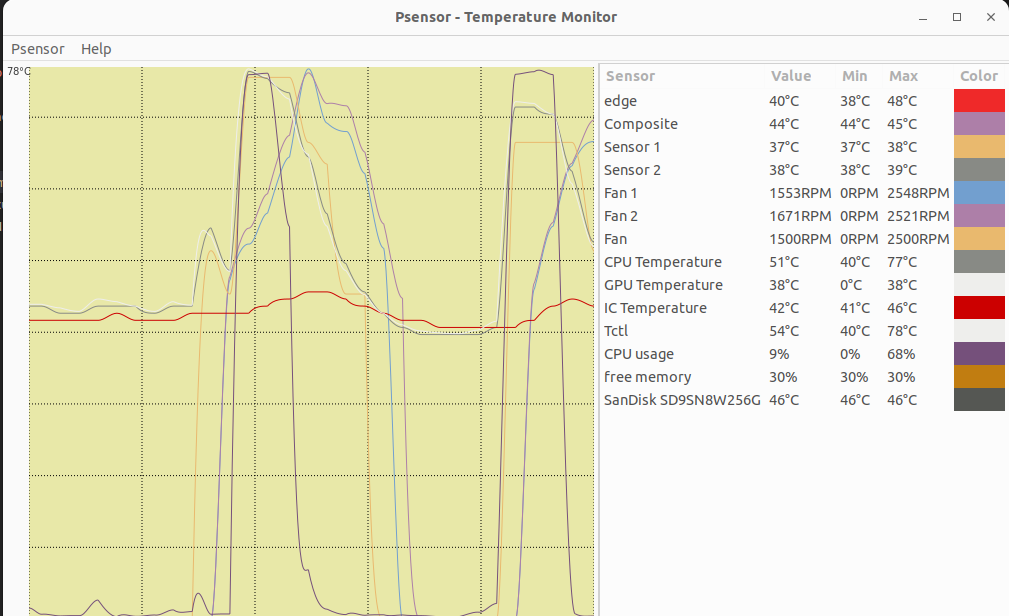 Psensor - Temperature Monitor
Psensor Help
78°C
Sensor Value Min Max Color
edge 40°C 38°C 48°C
Composite 44°C 44°C 45°C
Sensor 1 37°C 37°C 38°C
Sensor 2 38°C 38°C 39°C
Fan 1 1553RPM 0RPM 2548RPM
Fan 2 1671RPM 0RPM 2521RPM
Fan 1500RPM 0RPM 2500RPM
CPU Temperature 51°C 40°C 77°C
GPU Temperature 38°C 0°C 38°C
IC Temperature 42°C 41°C 46°C
Tctl 54°C 40°C 78°C
CPU usage 9% 0% 68%
free memory 30% 30% 30%
SanDisk SD9SN8W256G 46°C 46°C 46°C